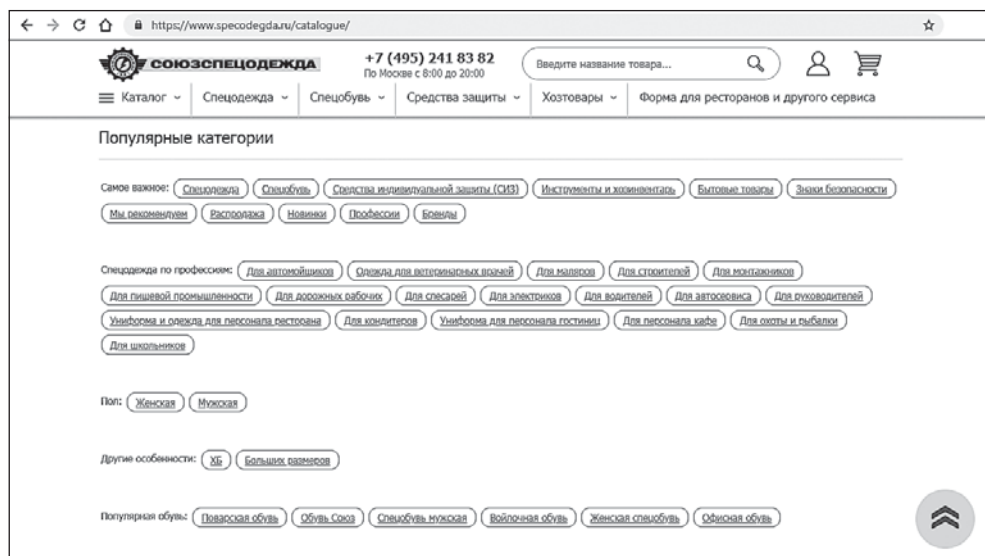 https://www.specodegda.ru/catalogue/
СОЮЗСПЕЦОДЕЖДА
+7 (495) 241 83 82
По Москве с 8:00 до 20:00
Введите название товара...
Каталог Спецодежда Спецобувь Средства защиты Хозтовары Форма для ресторанов и другого сервиса
Популярные категории
Самое важное: Спецодежда Спецобувь Средства индивидуальной защиты (СИЗ) Инструменты и хозинвентарь Бытовые товары Знаки безопасности
Мы рекомендуем Распродажа Новинки Профессии Бренды
Спецодежда по профессиям: Для автомойщиков Одежда для ветеринарных врачей Для маляров Для строителей Для монтажников
Для пищевой промышленности Для дорожных рабочих Для слесарей Для электриков Для водителей Для автосервиса Для руководителей
Униформа и одежда для персонала ресторана Для кондитеров Униформа для персонала гостиниц Для персонала кафе Для охоты и рыбалки
Для школьников
Пол: Женская Мужская
Другие особенности: ХБ Больших размеров
Популярная обувь: Поварская обувь Обувь Союз Спецобувь мужская Войлочная обувь Женская спецобувь Офисная обувь